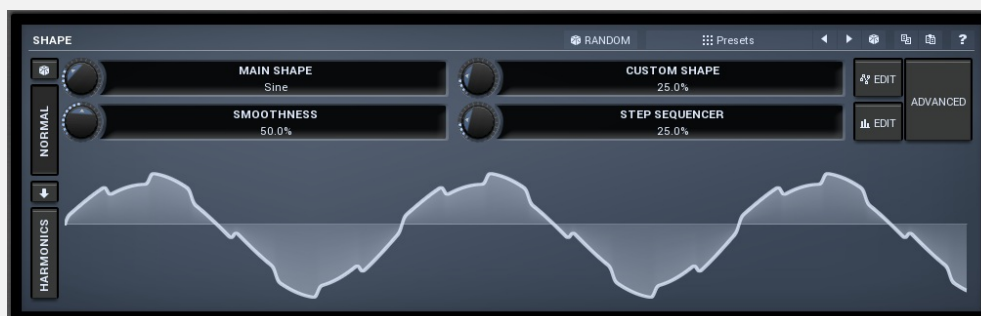 SHAPE
RANDOM
Presets
?
MAIN SHAPE
Sine
CUSTOM SHAPE
25.0%
EDIT
ADVANCED
NORMAL
SMOOTHNESS
50.0%
STEP SEQUENCER
25.0%
EDIT
HARMONICS